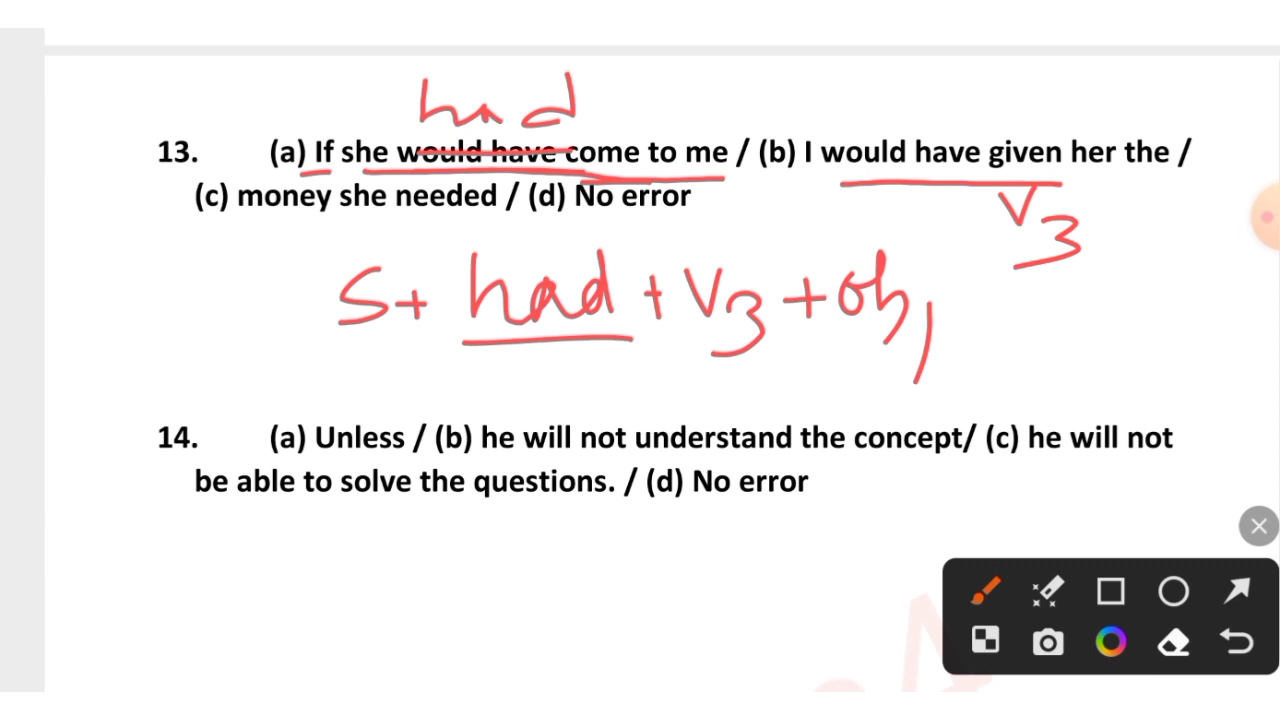 had
13. (a) If she would have come to me / (b) I would have given her the /
(c) money she needed / (d) No error
V3
S+ had + V3 + obj
14. (a) Unless / (b) he will not understand the concept/ (c) he will not
be able to solve the questions. / (d) No error